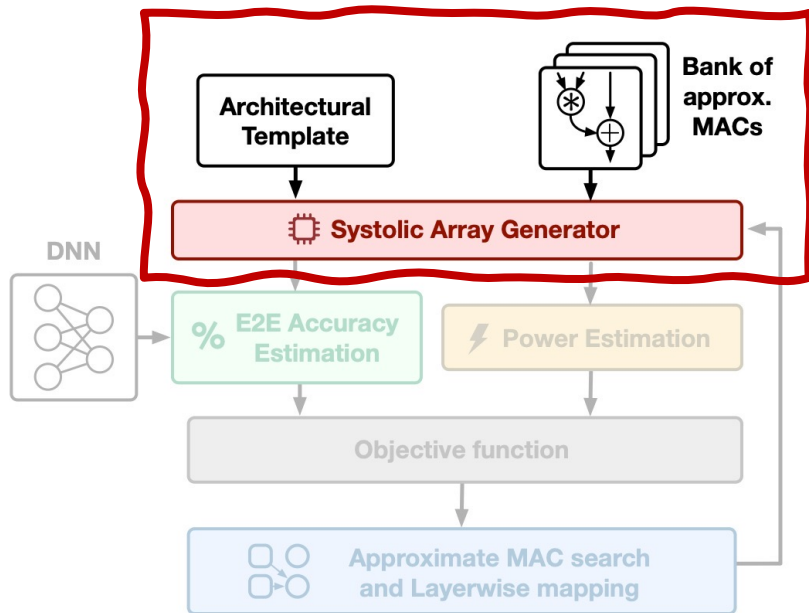 Architectural
Template
Bank of
approx.
MACs
Systolic Array Generator
DNN
% E2E Accuracy
Estimation
Power Estimation
Objective function
Approximate MAC search
and Layerwise mapping